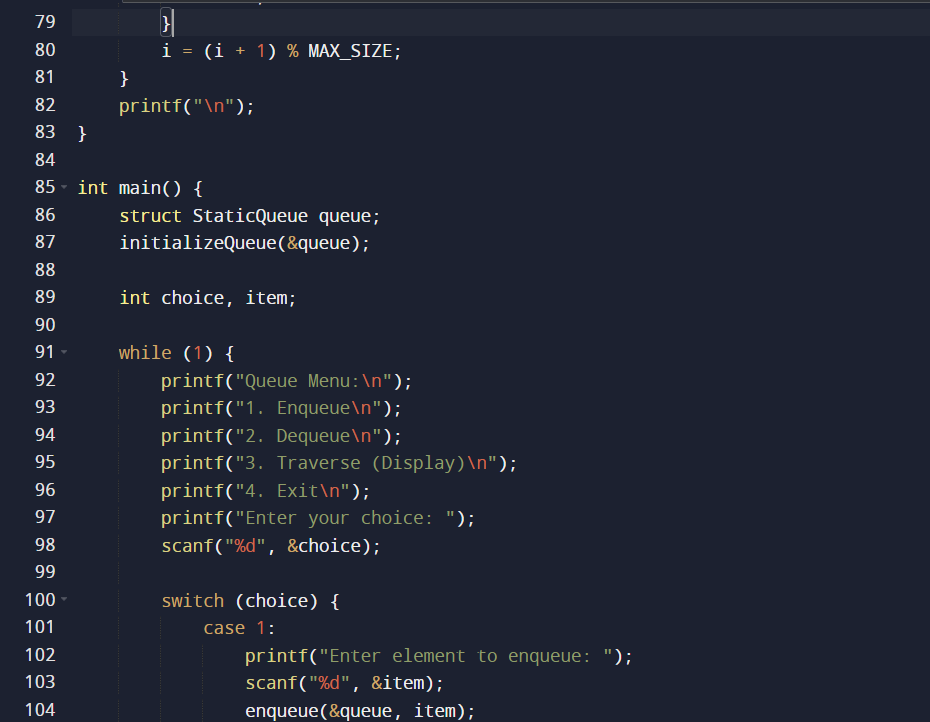 79 }
80 i = (i + 1) % MAX_SIZE;
81 }
82 printf("\n");
83 }
84
85 int main() {
86 struct StaticQueue queue;
87 initializeQueue(&queue);
88
89 int choice, item;
90
91 while (1) {
92 printf("Queue Menu:\n");
93 printf("1. Enqueue\n");
94 printf("2. Dequeue\n");
95 printf("3. Traverse (Display)\n");
96 printf("4. Exit\n");
97 printf("Enter your choice: ");
98 scanf("%d", &choice);
99
100 switch (choice) {
101 case 1:
102 printf("Enter element to enqueue: ");
103 scanf("%d", &item);
104 enqueue(&queue, item);